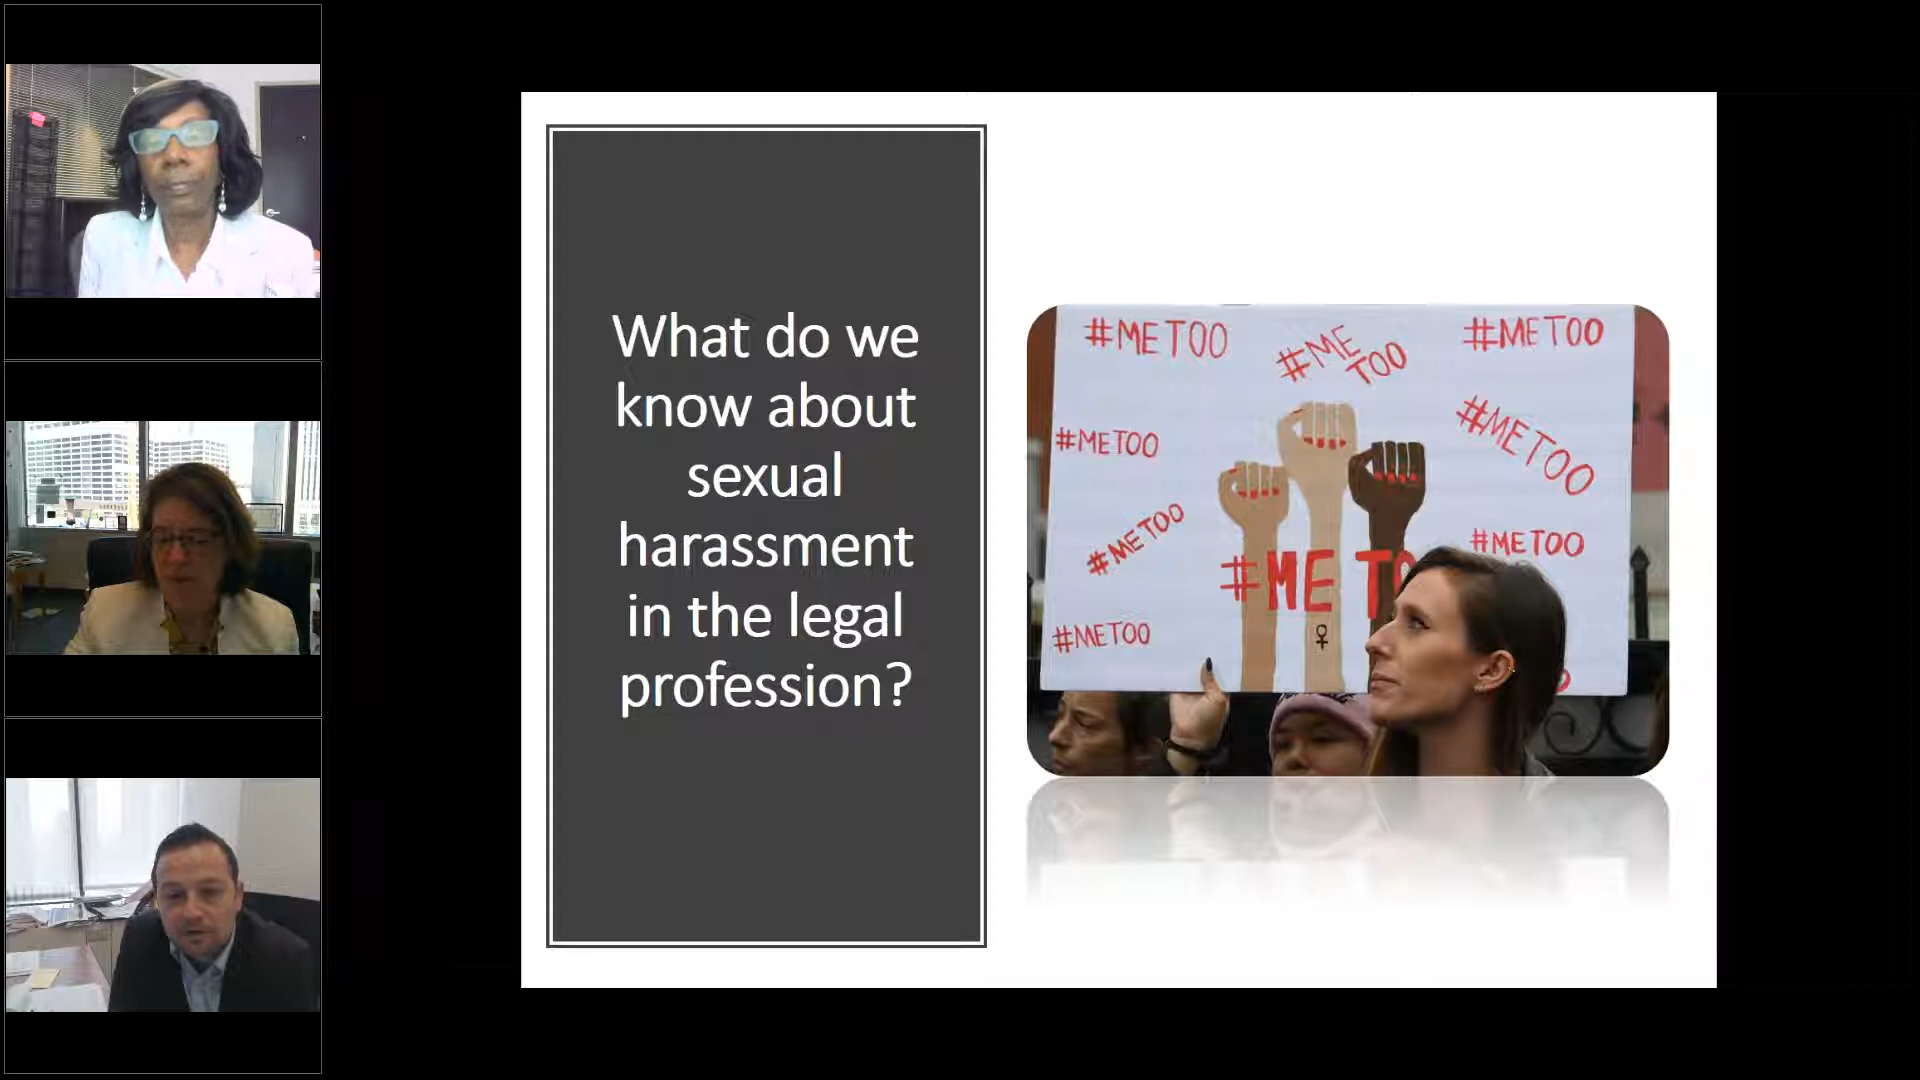 What do we
know about
sexual
harassment
in the legal
profession?
#METOO
#ME
TOO
#METOO
#METOO
#METOO
#METOO
#METOO
#ME
#METOO